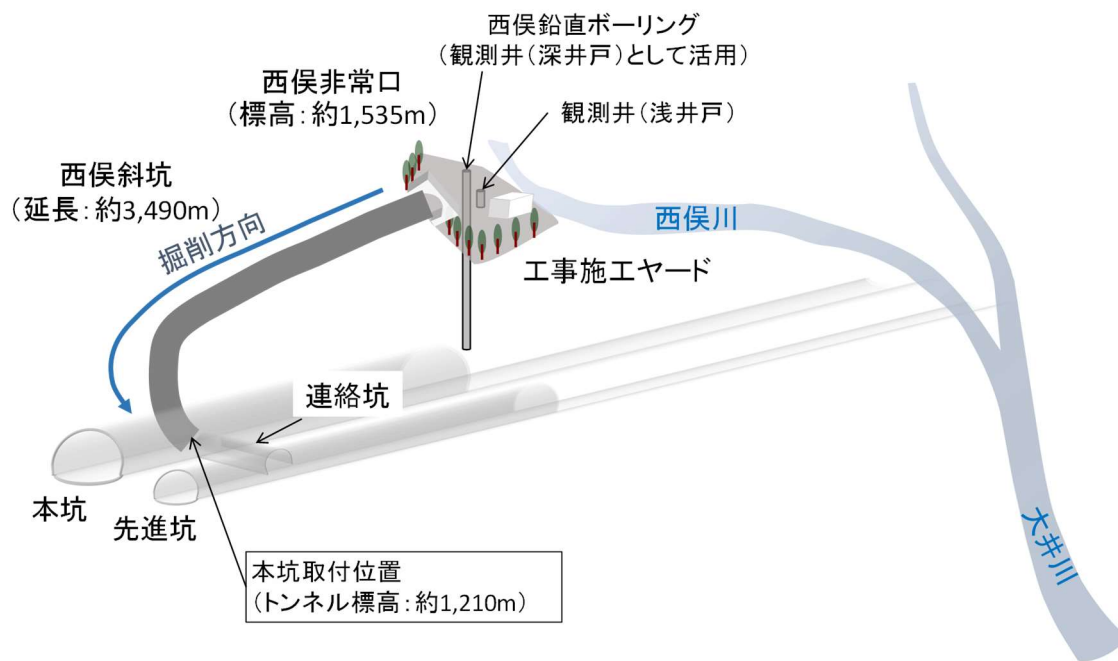 西俣鉛直ボーリング
（観測井（深井戸）として活用）
西俣非常口
（標高：約1,535m）
観測井（浅井戸）
西俣斜坑
（延長：約3,490m）
掘削方向
西俣川
工事施工ヤード
連絡坑
本坑
先進坑
大井川
本坑取付位置
（トンネル標高：約1,210m）